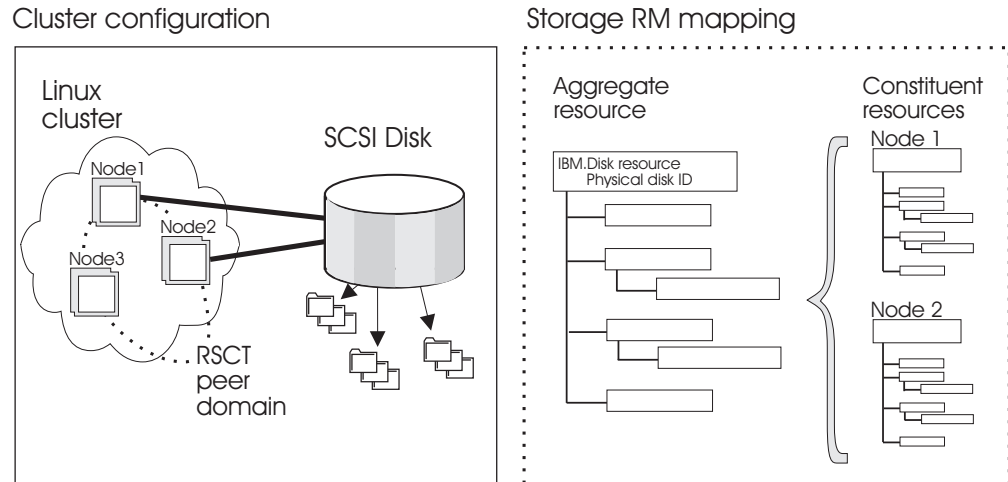 Cluster configuration
Linux
cluster
SCSI Disk
Node1
Node2
Node3
RSCT
peer
domain
Storage RM mapping
Aggregate
resource
IBM.Disk resource
Physical disk ID
Constituent
resources
Node 1
Node 2